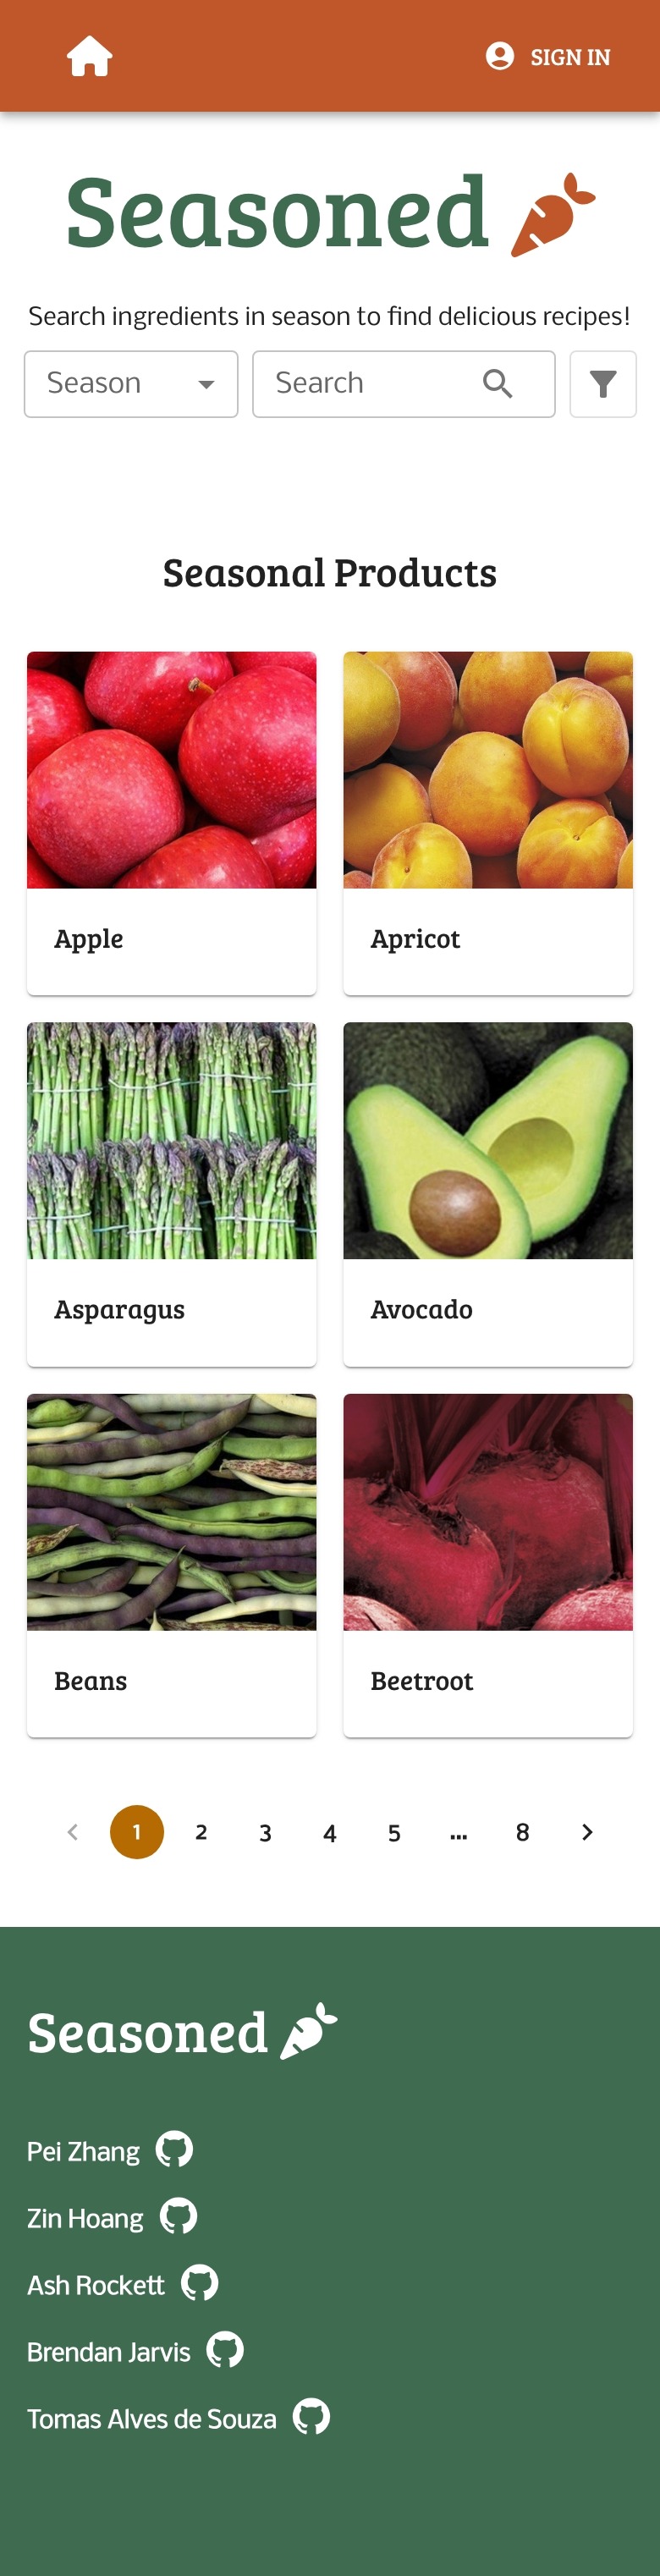 SIGN IN
Seasoned
Search ingredients in season to find delicious recipes!
Season
Search
Seasonal Products
Apple
Apricot
Asparagus
Avocado
Beans
Beetroot
1 2 3 4 5 ... 8
Seasoned
Pei Zhang
Zin Hoang
Ash Rockett
Brendan Jarvis
Tomas Alves de Souza